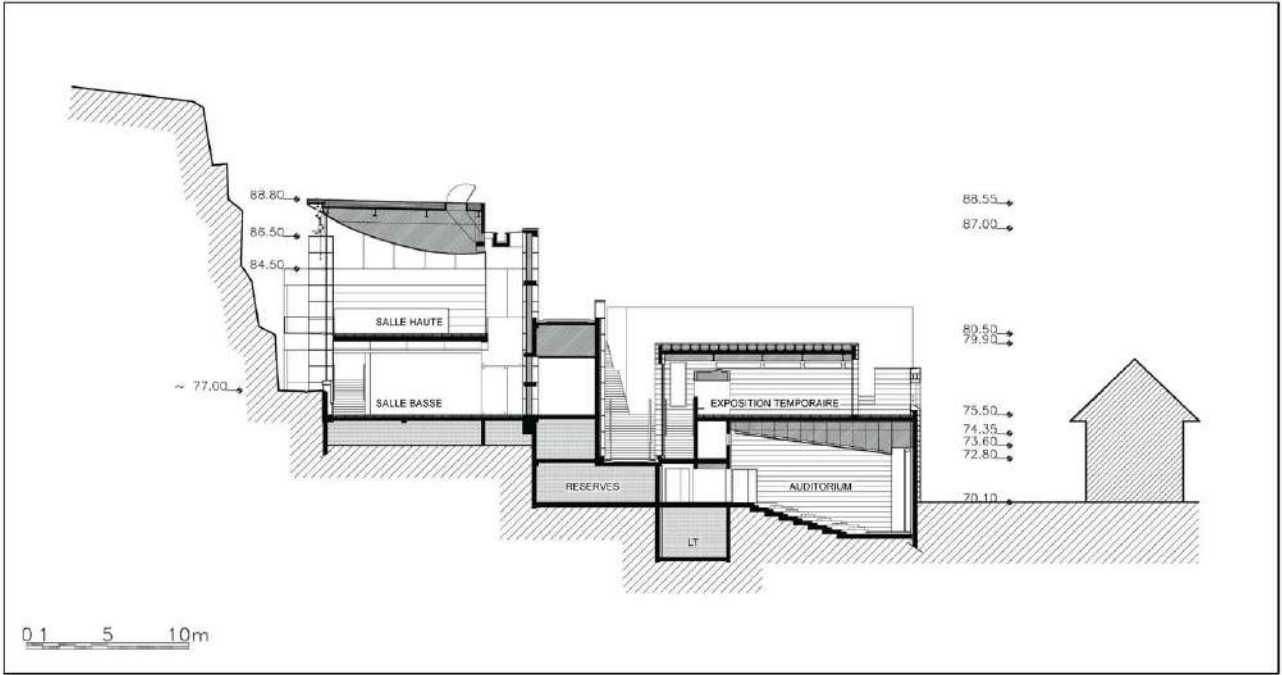 88.80
86.50
84.50
~ 77.00
SALLE HAUTE
SALLE BASSE
EXPOSITION TEMPORAIRE
RESERVES
AUDITORIUM
LT
88.55
87.00
80.50
79.90
75.50
74.35
73.60
72.80
70.10
0 1 5 10m